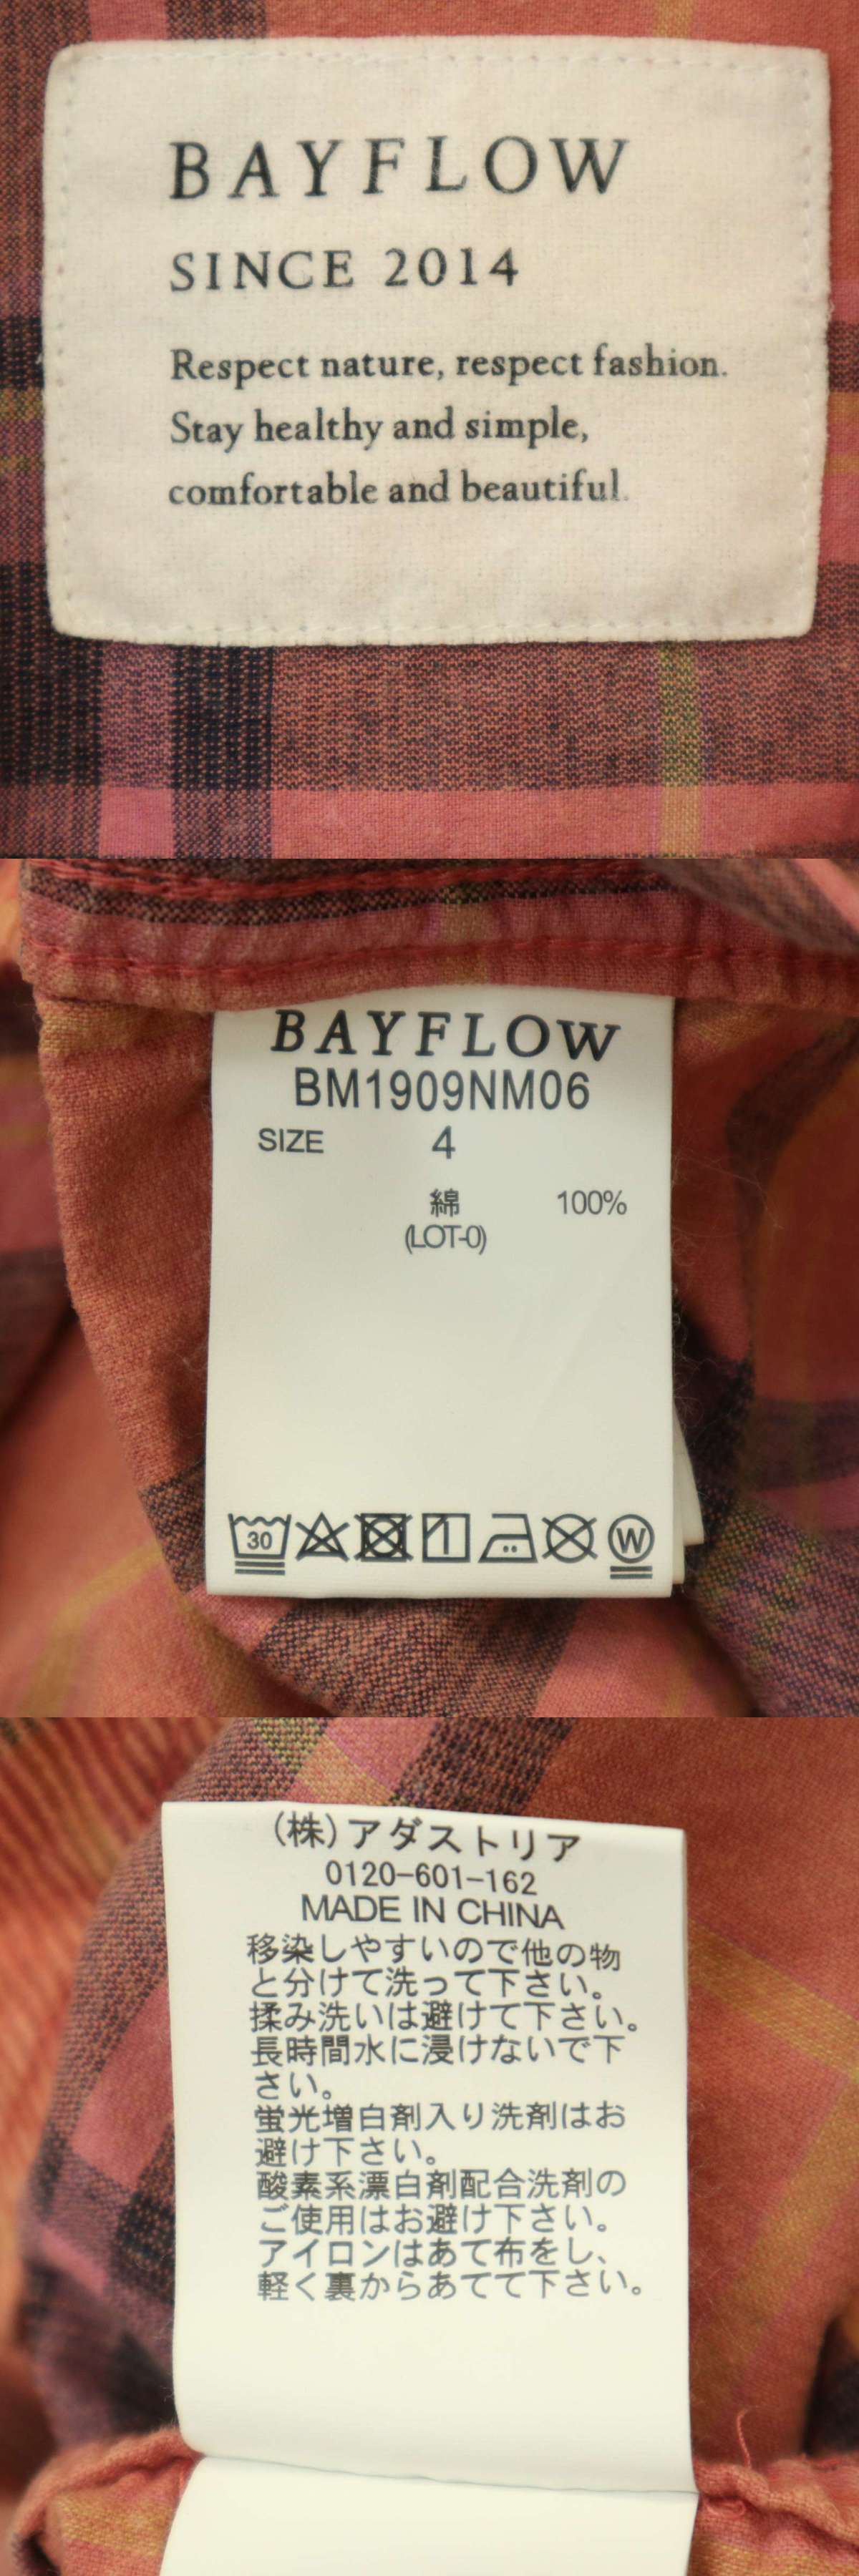 BAYFLOW
SINCE 2014
Respect nature, respect fashion.
Stay healthy and simple,
comfortable and beautiful.
BAYFLOW
BM1909NM06
SIZE 4
綿 100%
(LOT-0)
30 W
(株)アダストリア
0120-601-162
MADE IN CHINA
移染しやすいので他の物
と分けて洗って下さい。
揉み洗いは避けて下さい。
長時間水に浸けないで下
さい。
蛍光増白剤入り洗剤はお
避け下さい。
酸素系漂白剤配合洗剤の
ご使用はお避け下さい。
アイロンはあて布をし、
軽く裏からあてて下さい。